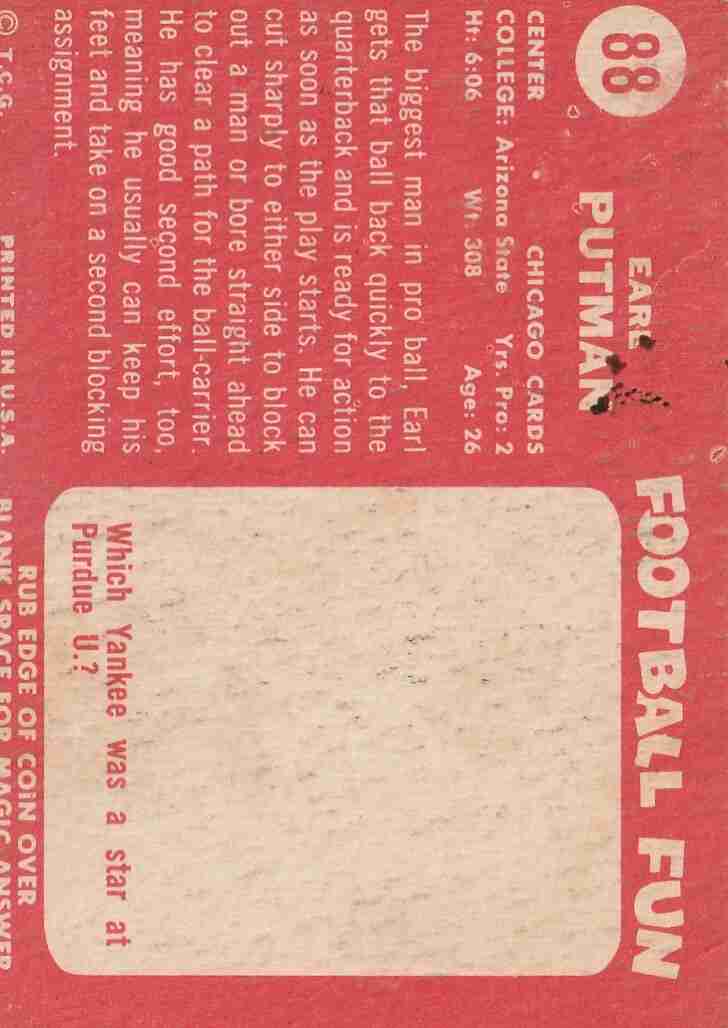 88
EARL
PUTMAN
CENTER CHICAGO CARDS
COLLEGE: Arizona State Yrs. Pro: 2
Ht: 6:06 Wt. 308 Age: 26
The biggest man in pro ball, Earl
gets that ball back quickly to the
quarterback and is ready for action
as soon as the play starts. He can
cut sharply to either side to block
out a man or bore straight ahead
to clear a path for the ball-carrier.
He has good second effort, too,
meaning he usually can keep his
feet and take on a second blocking
assignment.
© T.C.G. PRINTED IN U.S.A.
FOOTBALL FUN
Which Yankee was a star at
Purdue U.?
RUB EDGE OF COIN OVER
BLANK SPACE FOR MAGIC ANSWER